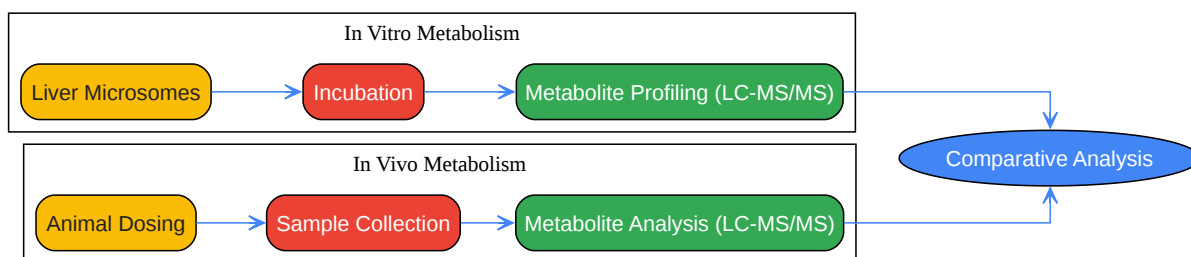 In Vitro Metabolism
Liver Microsomes
Incubation
Metabolite Profiling (LC-MS/MS)
Comparative Analysis
In Vivo Metabolism
Animal Dosing
Sample Collection
Metabolite Analysis (LC-MS/MS)